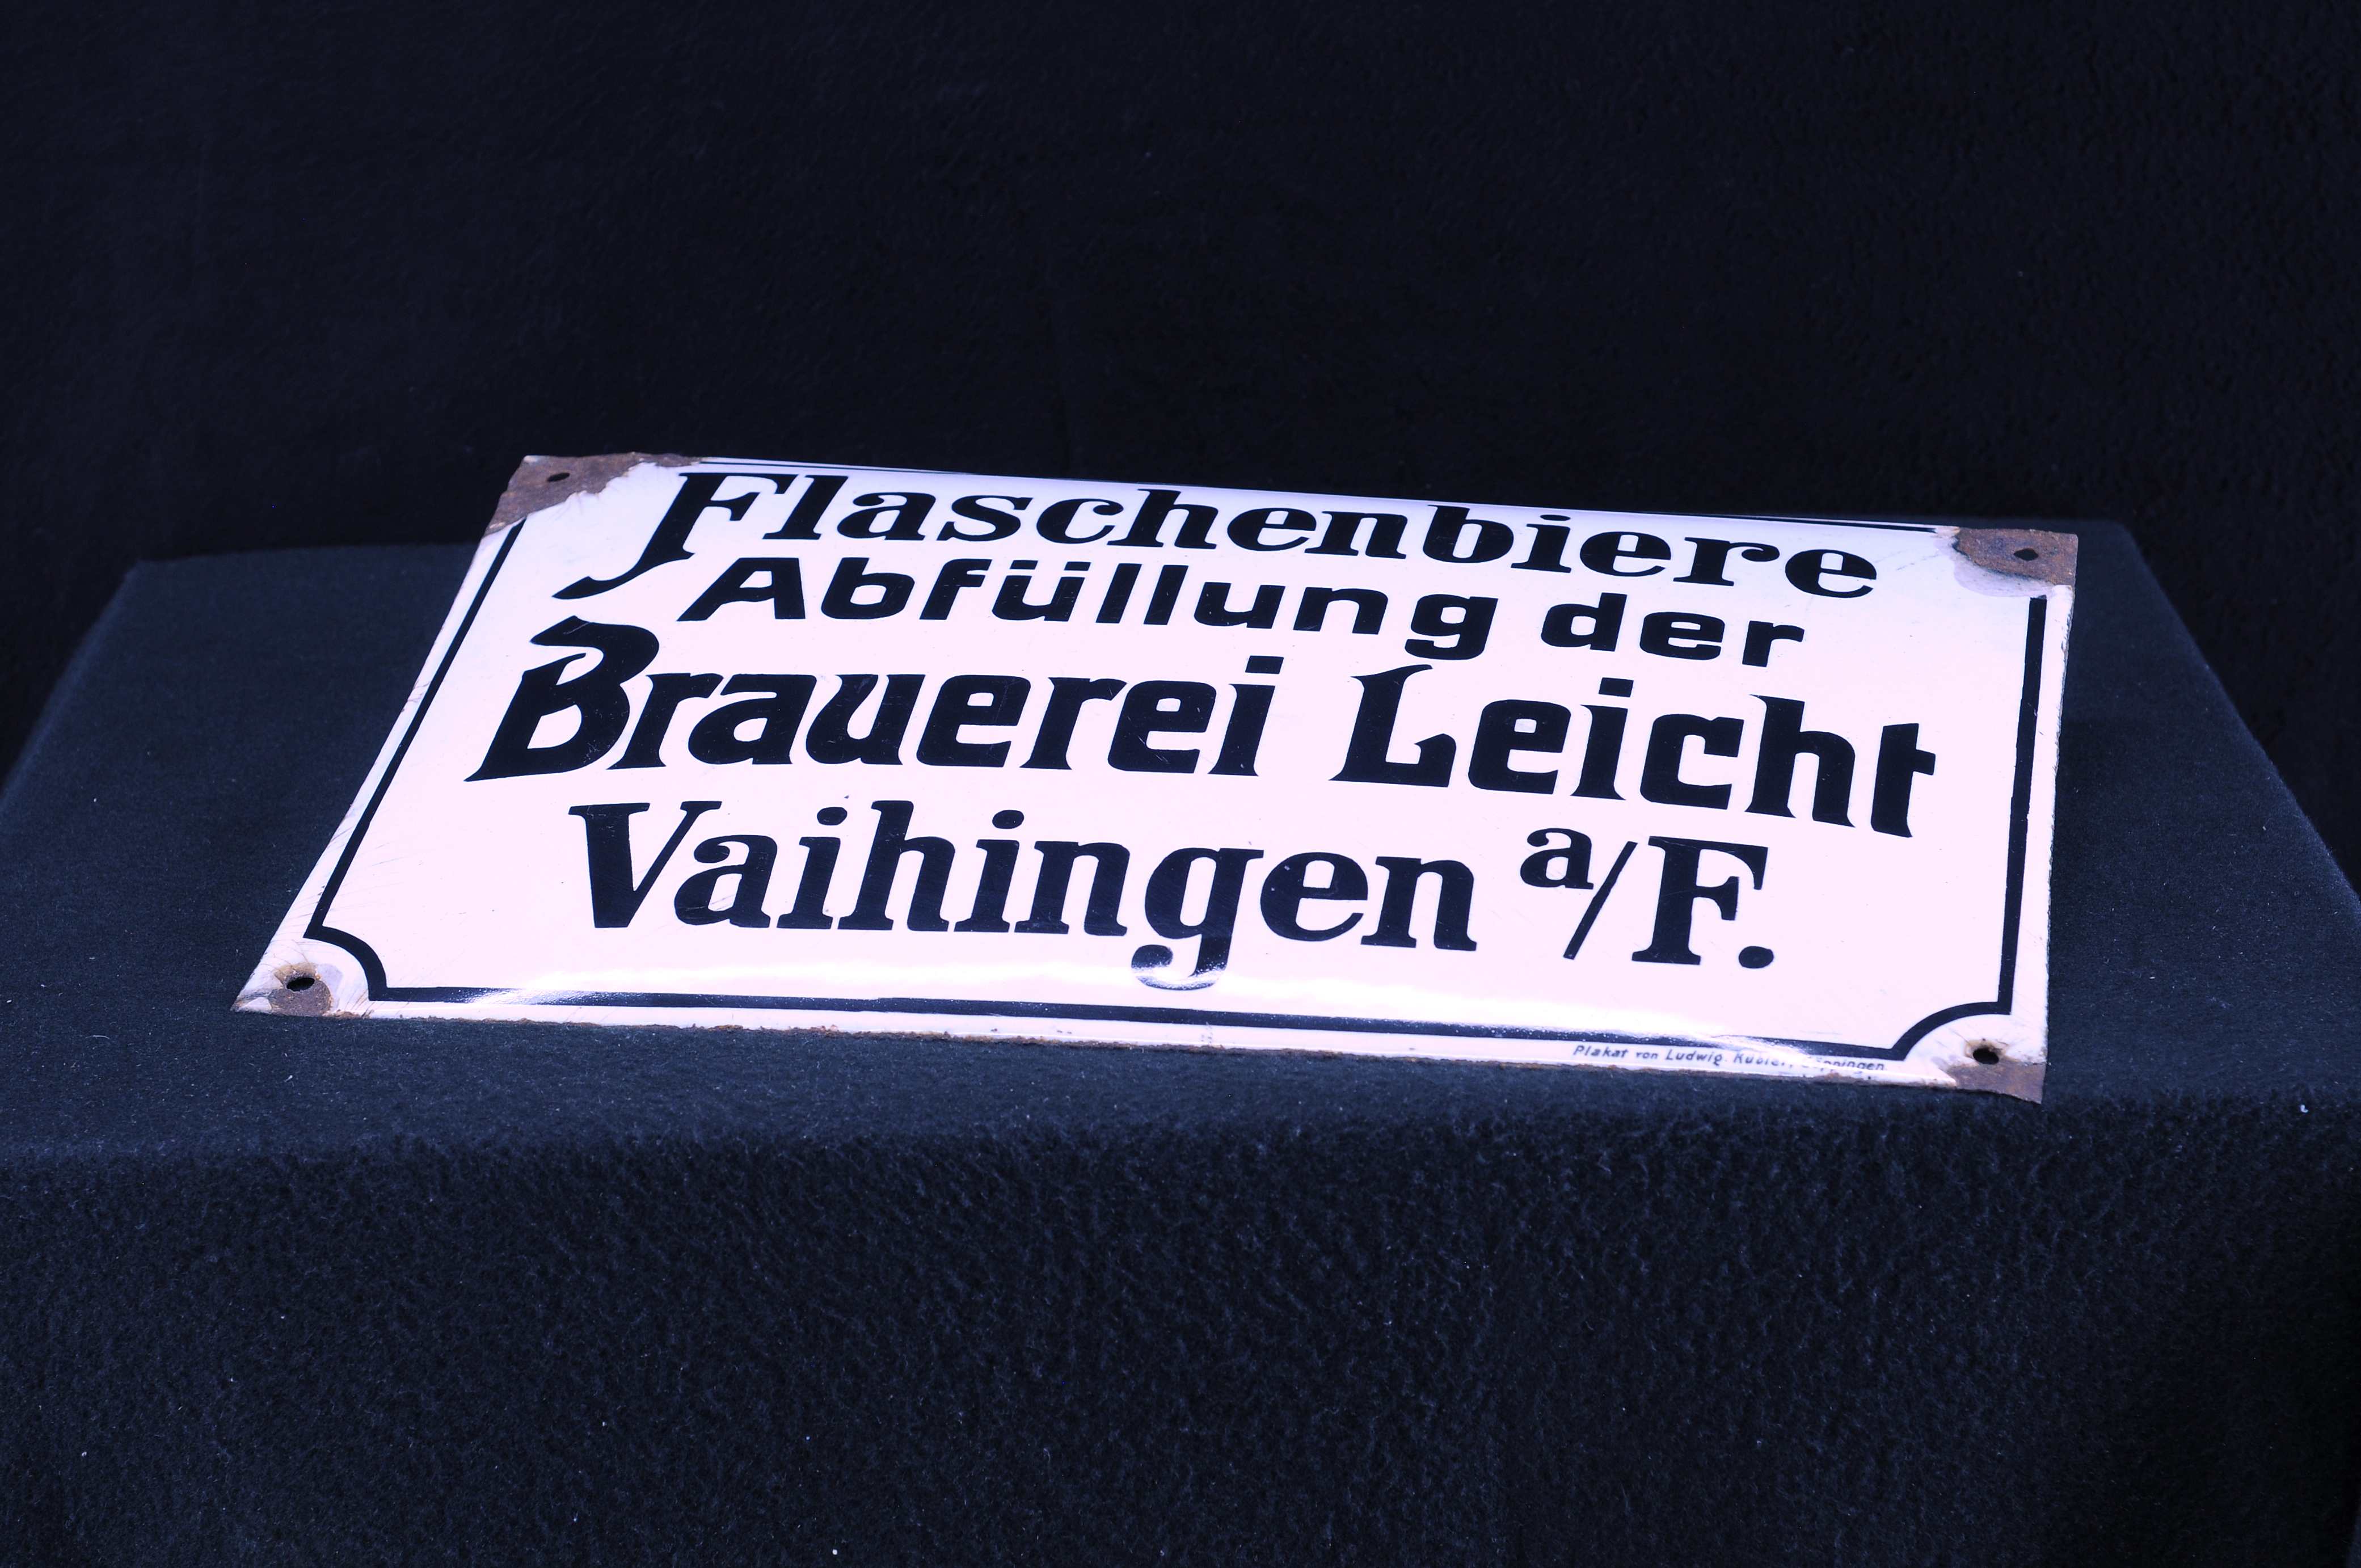 Flaschenbiere
Abfüllung der
Brauerei Leicht
Vaihingen a/F.
Plakat von Ludwig